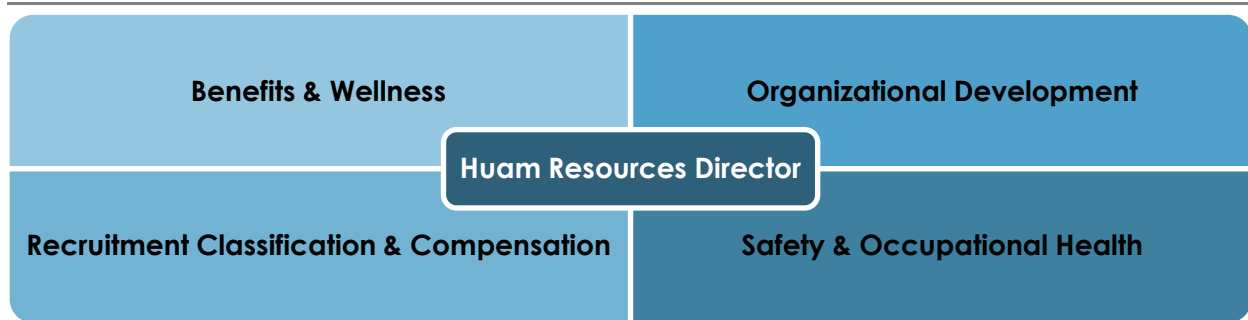 Benefits & Wellness
Organizational Development
Huam Resources Director
Recruitment Classification & Compensation
Safety & Occupational Health